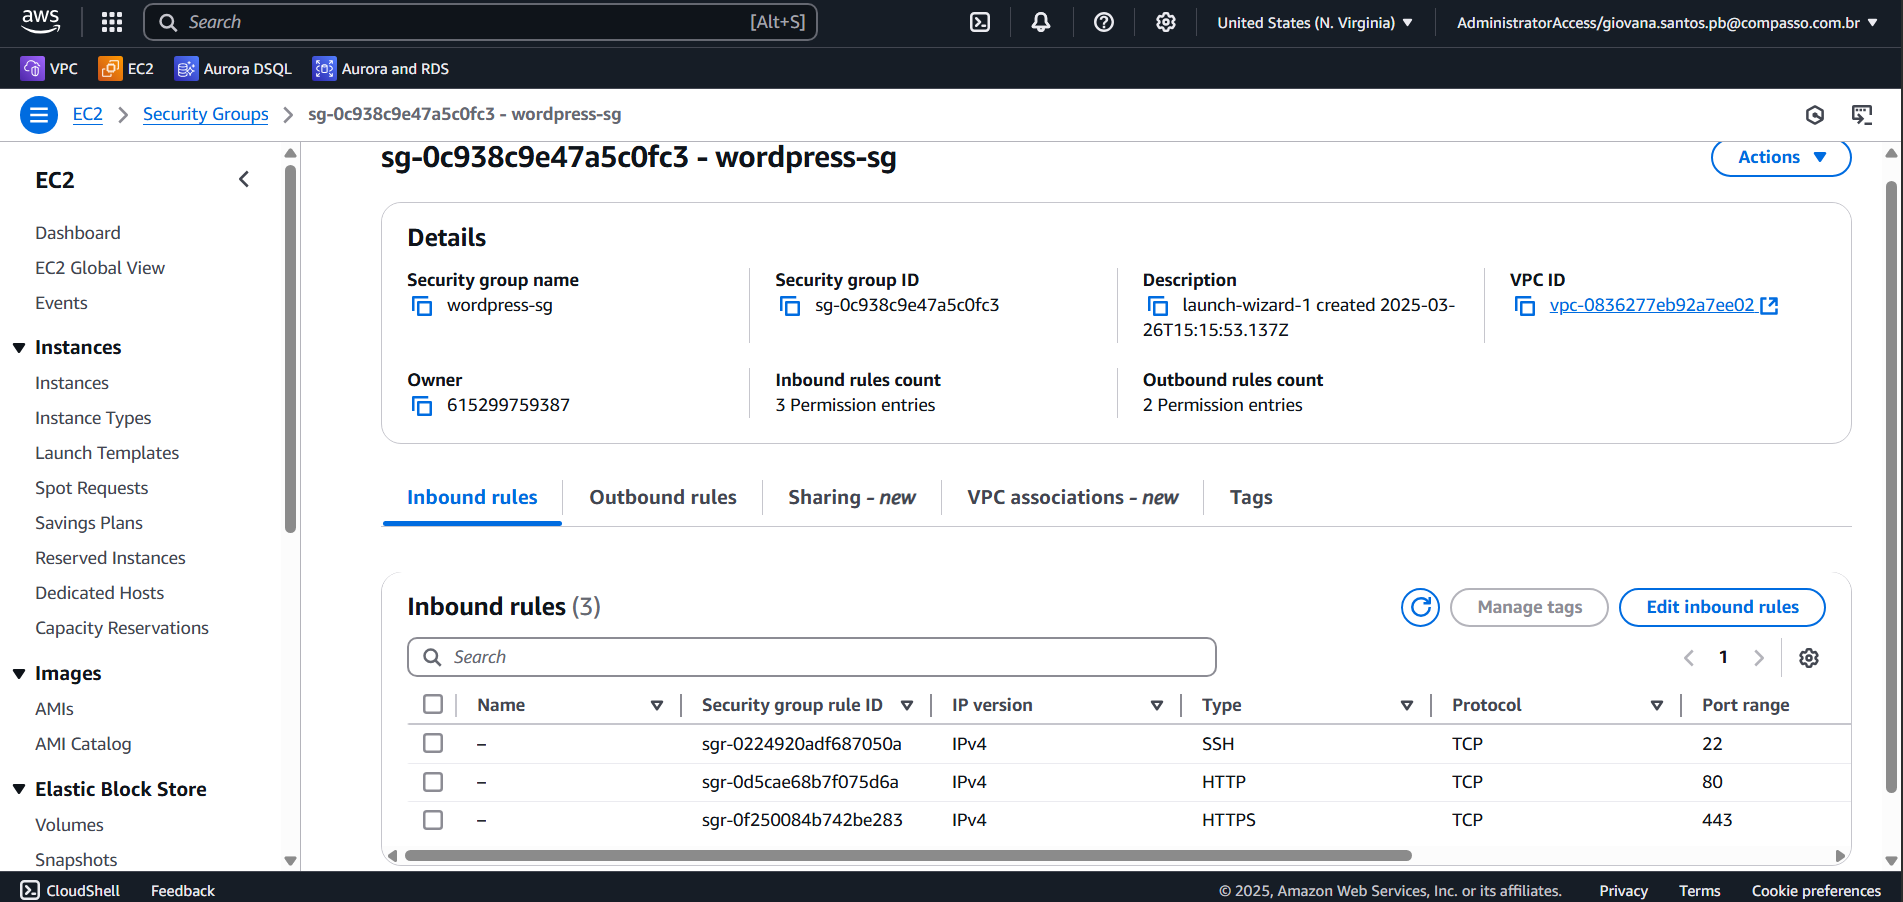 aws
Search [Alt+S]
United States (N. Virginia)
AdministratorAccess/giovana.santos.pb@compasso.com.br
VPC
EC2
Aurora DSQL
Aurora and RDS
EC2
Security Groups
sg-0c938c9e47a5c0fc3 - wordpress-sg
EC2
Dashboard
EC2 Global View
Events
Instances
Instances
Instance Types
Launch Templates
Spot Requests
Savings Plans
Reserved Instances
Dedicated Hosts
Capacity Reservations
Images
AMIs
AMI Catalog
Elastic Block Store
Volumes
Snapshots
sg-0c938c9e47a5c0fc3 - wordpress-sg
Actions
Details
Security group name
wordpress-sg
Security group ID
sg-0c938c9e47a5c0fc3
Description
launch-wizard-1 created 2025-03-
26T15:15:53.137Z
VPC ID
vpc-0836277eb92a7ee02
Owner
615299759387
Inbound rules count
3 Permission entries
Outbound rules count
2 Permission entries
Inbound rules
Outbound rules
Sharing - new
VPC associations - new
Tags
Inbound rules (3)
Manage tags
Edit inbound rules
Search
1
Name Security group rule ID IP version Type Protocol Port range
– sgr-0224920adf687050a IPv4 SSH TCP 22
– sgr-0d5cae68b7f075d6a IPv4 HTTP TCP 80
– sgr-0f250084b742be283 IPv4 HTTPS TCP 443
CloudShell
Feedback
© 2025, Amazon Web Services, Inc. or its affiliates.
Privacy
Terms
Cookie preferences